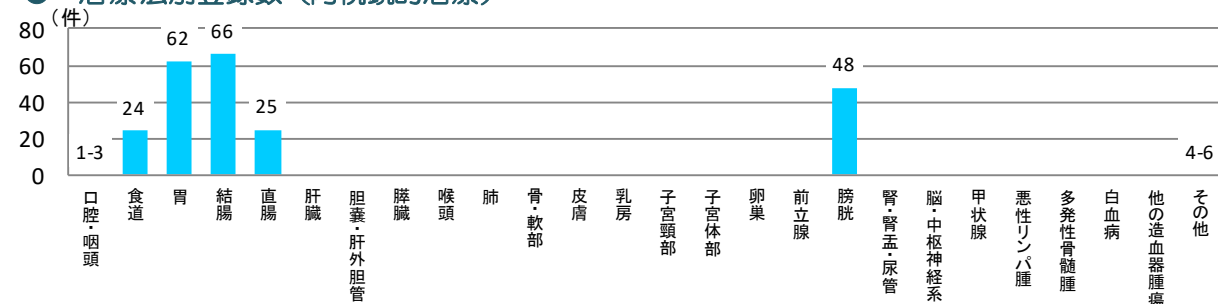 ● 治療法別登録数（内視鏡的治療）
（件）
80
60
40
20
0
1-3
24
62
66
25
48
4-6
口腔・咽頭
食道
胃
結腸
直腸
肝臓
胆嚢・肝外胆管
膵臓
喉頭
肺
骨・軟部
皮膚
乳房
子宮頸部
子宮体部
卵巣
前立腺
膀胱
腎・腎盂・尿管
脳・中枢神経系
甲状腺
悪性リンパ腫
多発性骨髄腫
白血病
他の造血器腫瘍
その他